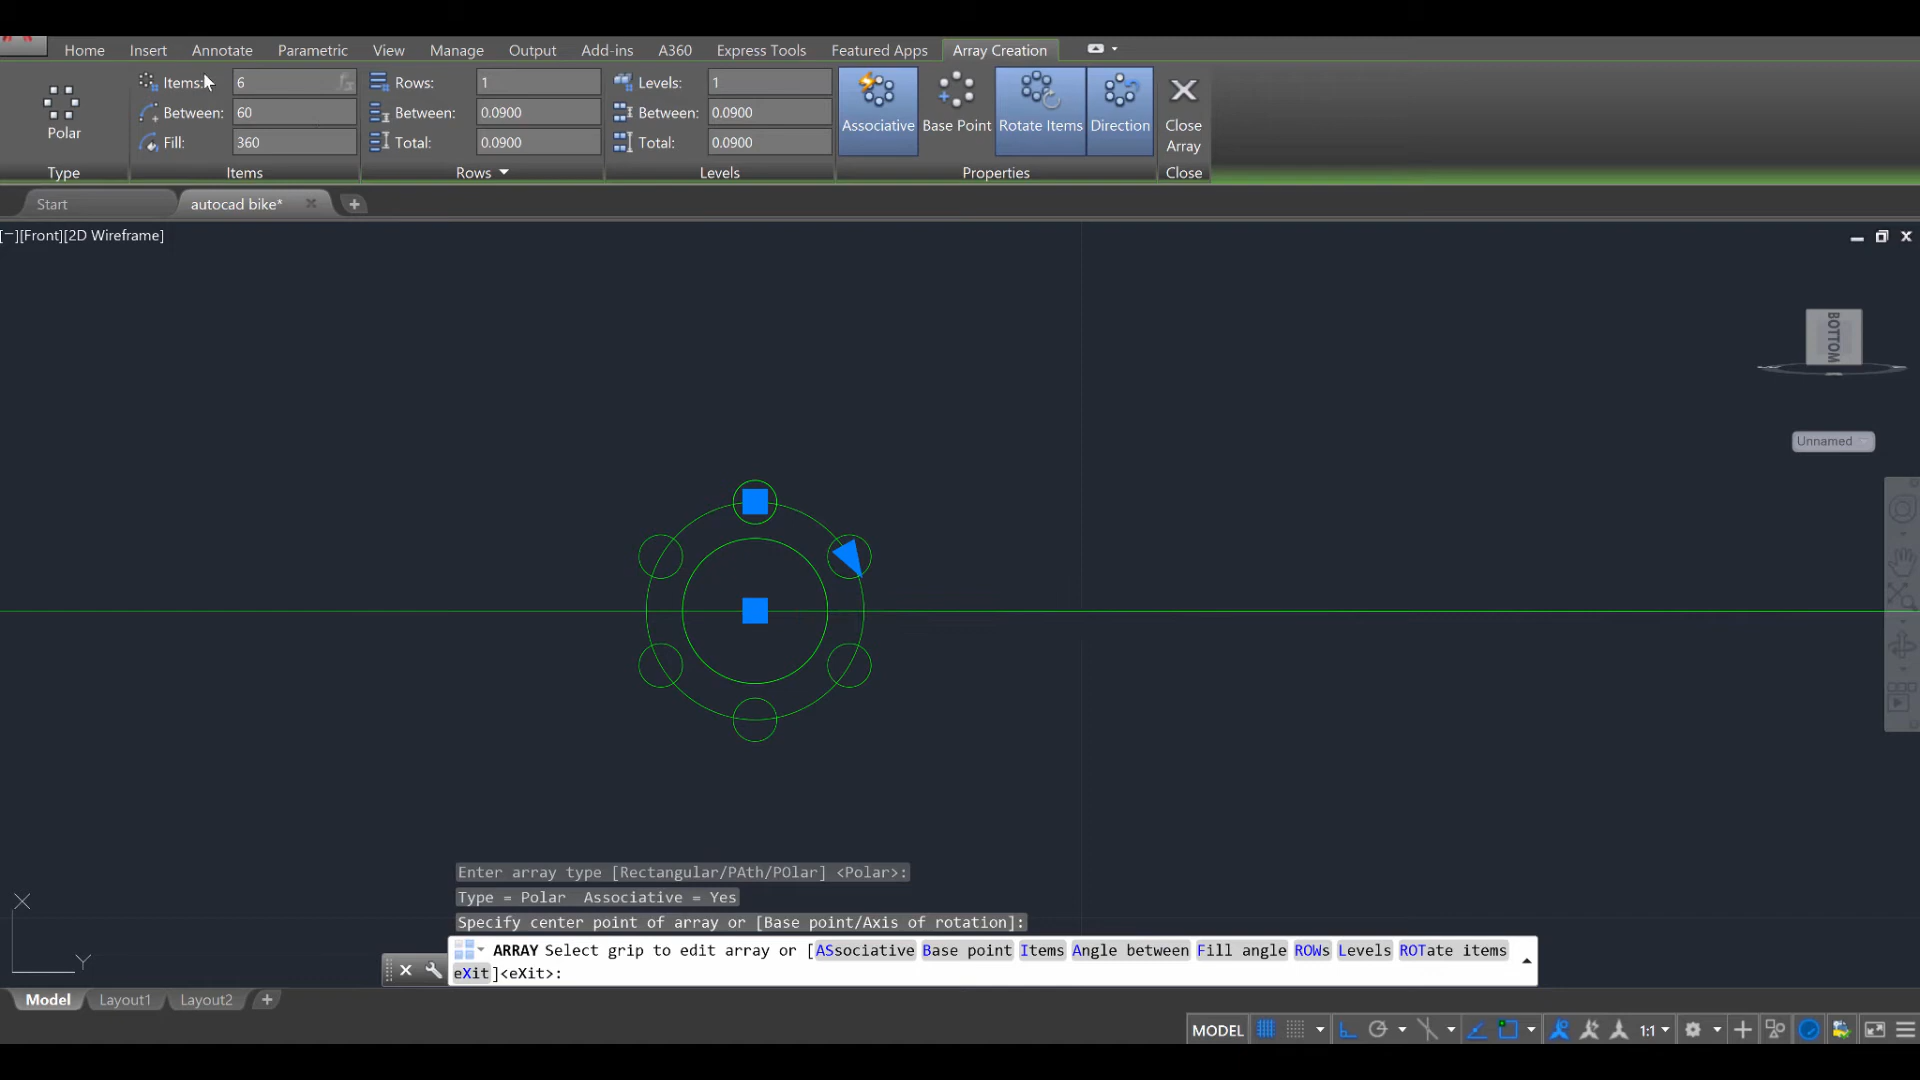 Home Insert Annotate Parametric View Manage Output Add-ins A360 Express Tools Featured Apps Array Creation
Items: 6 Rows: 1 Levels: 1
Between: 60 Between: 0.0900 Between: 0.0900
Polar Associative Base Point Rotate Items Direction Close Array
Fill: 360 Total: 0.0900 Total: 0.0900
Type Items Rows Levels Properties Close
Start autocad bike*
[−][Front][2D Wireframe]
BOTTOM
Unnamed
Enter array type [Rectangular/PAth/POlar] <Polar>:
Type = Polar Associative = Yes
Specify center point of array or [Base point/Axis of rotation]:
ARRAY Select grip to edit array or [ASsociative Base point Items Angle between Fill angle ROWs Levels ROTate items
eXit]<eXit>:
X
Y
Model Layout1 Layout2
MODEL 1:1